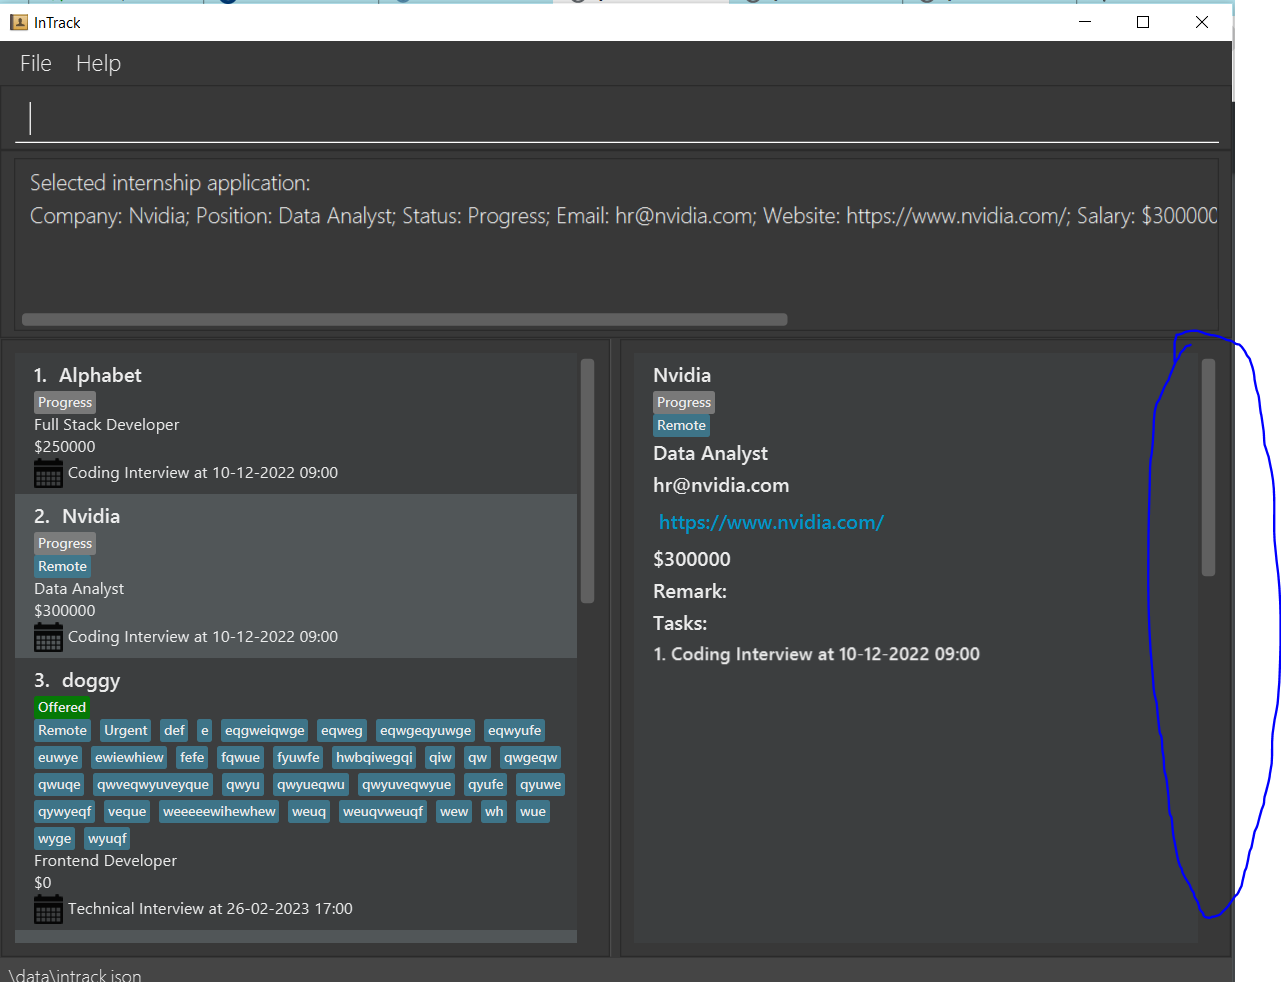 InTrack
File Help
Selected internship application:
Company: Nvidia; Position: Data Analyst; Status: Progress; Email: hr@nvidia.com; Website: https://www.nvidia.com/; Salary: $300000
1. Alphabet
Progress
Full Stack Developer
$250000
Coding Interview at 10-12-2022 09:00
2. Nvidia
Progress
Remote
Data Analyst
$300000
Coding Interview at 10-12-2022 09:00
3. doggy
Offered
Remote Urgent def e eqgweiqwge eqweg eqwgeqyuwge eqwyufe
euwye ewiewhiew fefe fqwue fyuwfe hwbqiwegqi qiw qw qwgeqw
qwuqe qwveqwyuveyque qwyu qwyueqwu qwyuveqwyue qyufe qyuwe
qywyeqf veque weeeeewihewhew weuq weuqvweuqf wew wh wue
wyge wyuqf
Frontend Developer
$0
Technical Interview at 26-02-2023 17:00
Nvidia
Progress
Remote
Data Analyst
hr@nvidia.com
https://www.nvidia.com/
$300000
Remark:
Tasks:
1. Coding Interview at 10-12-2022 09:00
\data\intrack.json